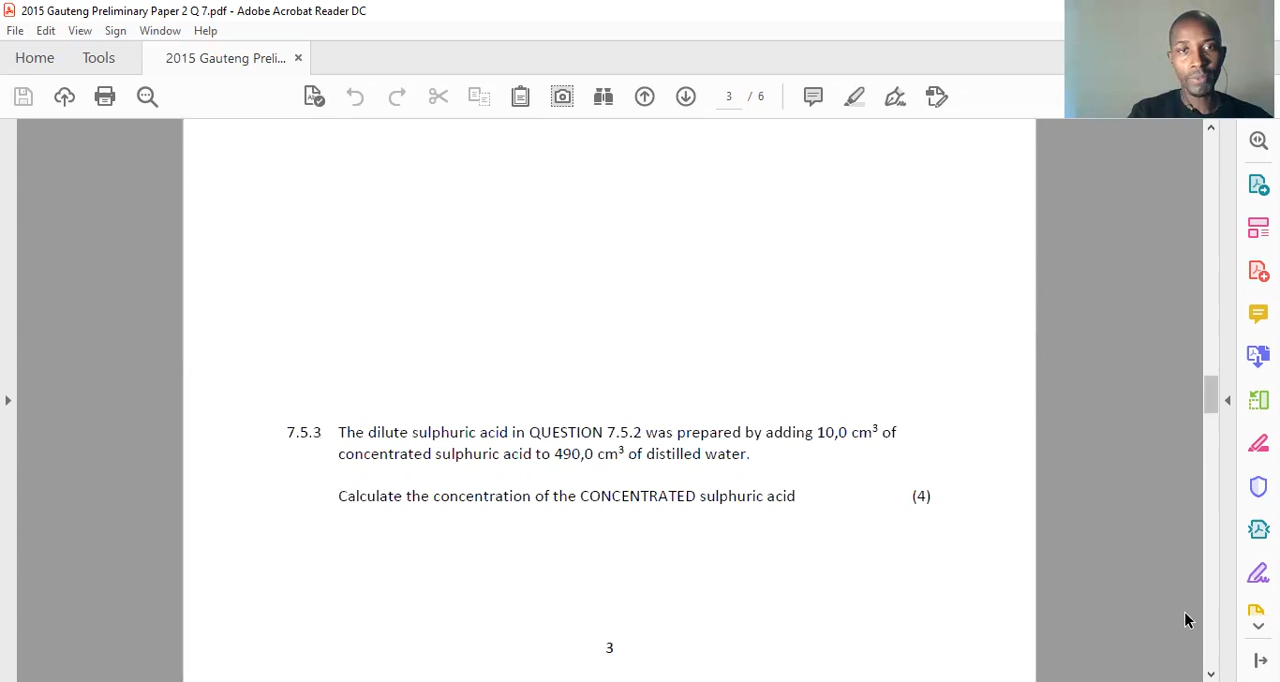 2015 Gauteng Preliminary Paper 2 Q 7.pdf - Adobe Acrobat Reader DC
File Edit View Sign Window Help
Home Tools 2015 Gauteng Preli... ×
3 / 6
7.5.3 The dilute sulphuric acid in QUESTION 7.5.2 was prepared by adding 10,0 cm³ of
concentrated sulphuric acid to 490,0 cm³ of distilled water.
Calculate the concentration of the CONCENTRATED sulphuric acid (4)
3